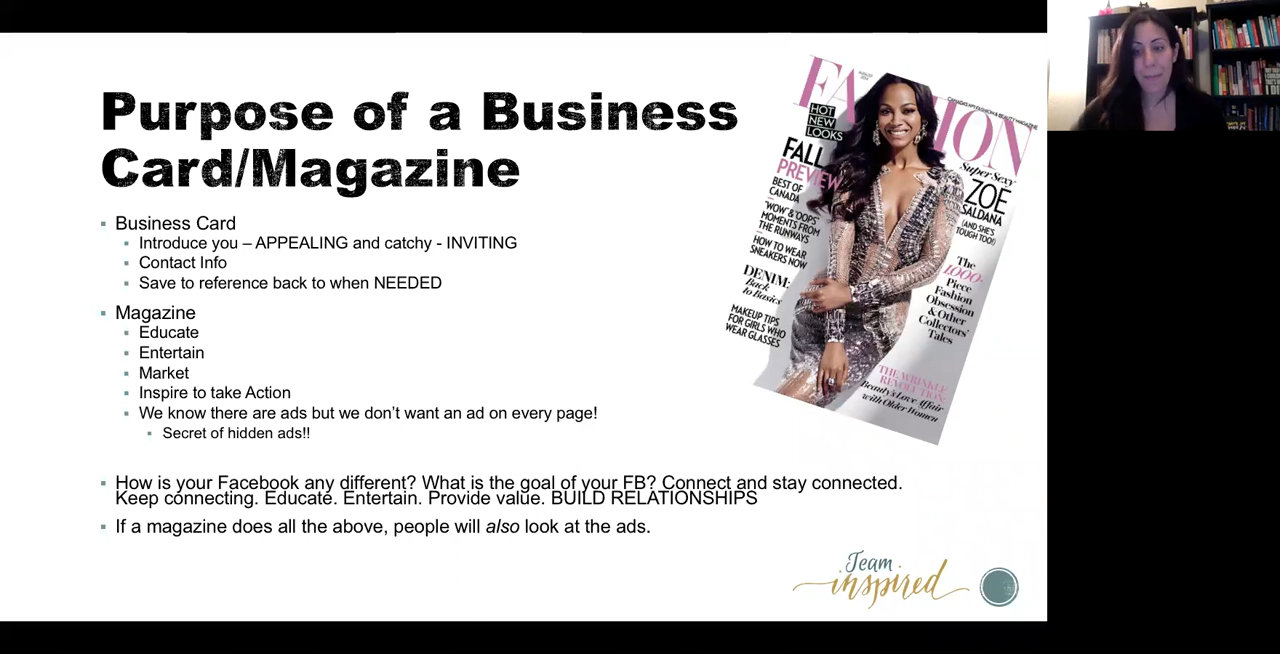 Purpose of a Business
Card/Magazine
Business Card
Introduce you – APPEALING and catchy - INVITING
Contact Info
Save to reference back to when NEEDED
Magazine
Educate
Entertain
Market
Inspire to take Action
We know there are ads but we don't want an ad on every page!
Secret of hidden ads!!
How is your Facebook any different? What is the goal of your FB? Connect and stay connected.
Keep connecting. Educate. Entertain. Provide value. BUILD RELATIONSHIPS
If a magazine does all the above, people will also look at the ads.
FASHION
HOT
NEW
LOOKS
FALL
PREVIEW
BEST OF
CANADA
"WOW" & "OOPS"
MOMENTS FROM
THE RUNWAYS
HOW TO WEAR
SNEAKERS NOW
DENIM:
Back
to Basics
MAKEUP TIPS
FOR GIRLS WHO
WEAR GLASSES
Super Sexy
ZOE
SALDANA
(AND SHE'S
TOUGH TOO!)
The
1,000-
Piece
Fashion
Obsession
& Other
Collectors'
Tales
THE WRINKLE
REVOLUTION:
Beauty's Love Affair
with Older Women
Team
inspired